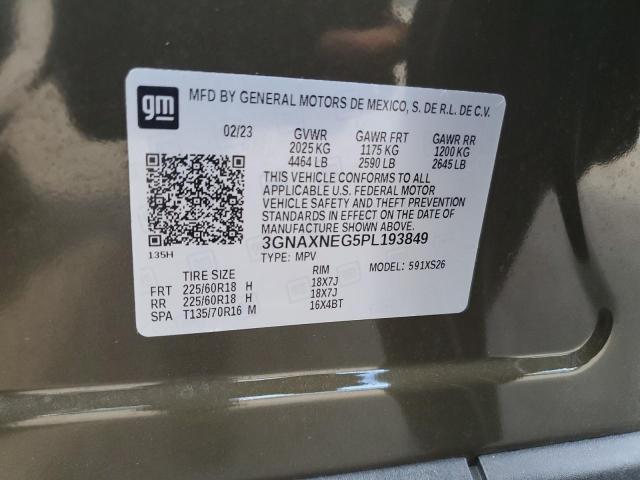 gm MFD BY GENERAL MOTORS DE MEXICO, S. DE R.L. DE C.V.
02/23 GVWR GAWR FRT GAWR RR
2025 KG 1175 KG 1200 KG
4464 LB 2590 LB 2645 LB
THIS VEHICLE CONFORMS TO ALL
APPLICABLE U.S. FEDERAL MOTOR
VEHICLE SAFETY AND THEFT PREVENTION
STANDARDS IN EFFECT ON THE DATE OF
MANUFACTURE SHOWN ABOVE.
135H 3GNAXNEG5PL193849
TYPE: MPV MODEL: 591XS26
TIRE SIZE RIM
FRT 225/60R18 H 18X7J
RR 225/60R18 H 18X7J
SPA T135/70R16 M 16X4BT